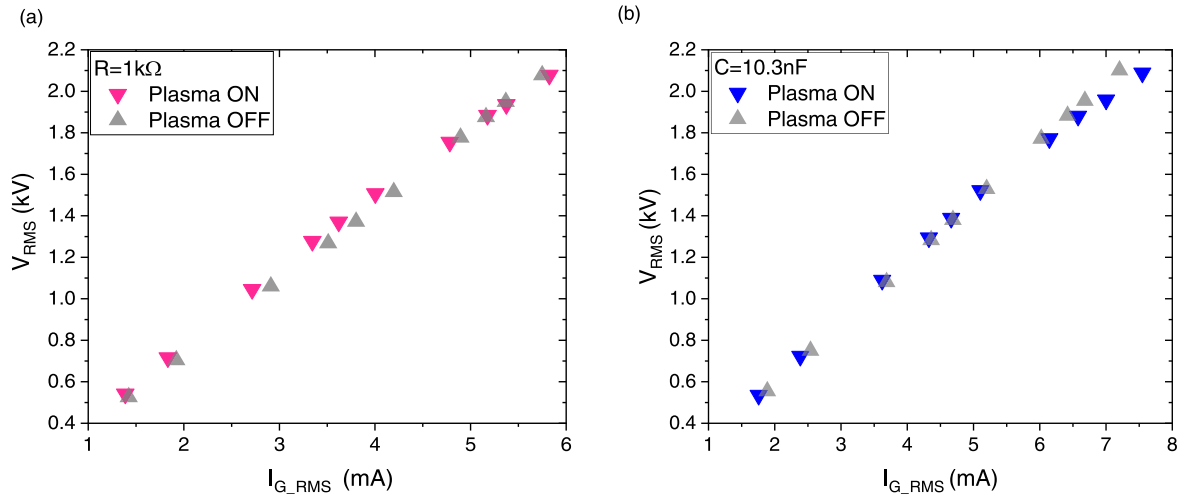 (a)
R=1kΩ
Plasma ON
Plasma OFF
2.2
2.0
1.8
1.6
1.4
1.2
1.0
0.8
0.6
0.4
V_RMS (kV)
1 2 3 4 5 6
I_G_RMS (mA)
(b)
C=10.3nF
Plasma ON
Plasma OFF
2.2
2.0
1.8
1.6
1.4
1.2
1.0
0.8
0.6
0.4
V_RMS (kV)
1 2 3 4 5 6 7 8
I_G_RMS (mA)